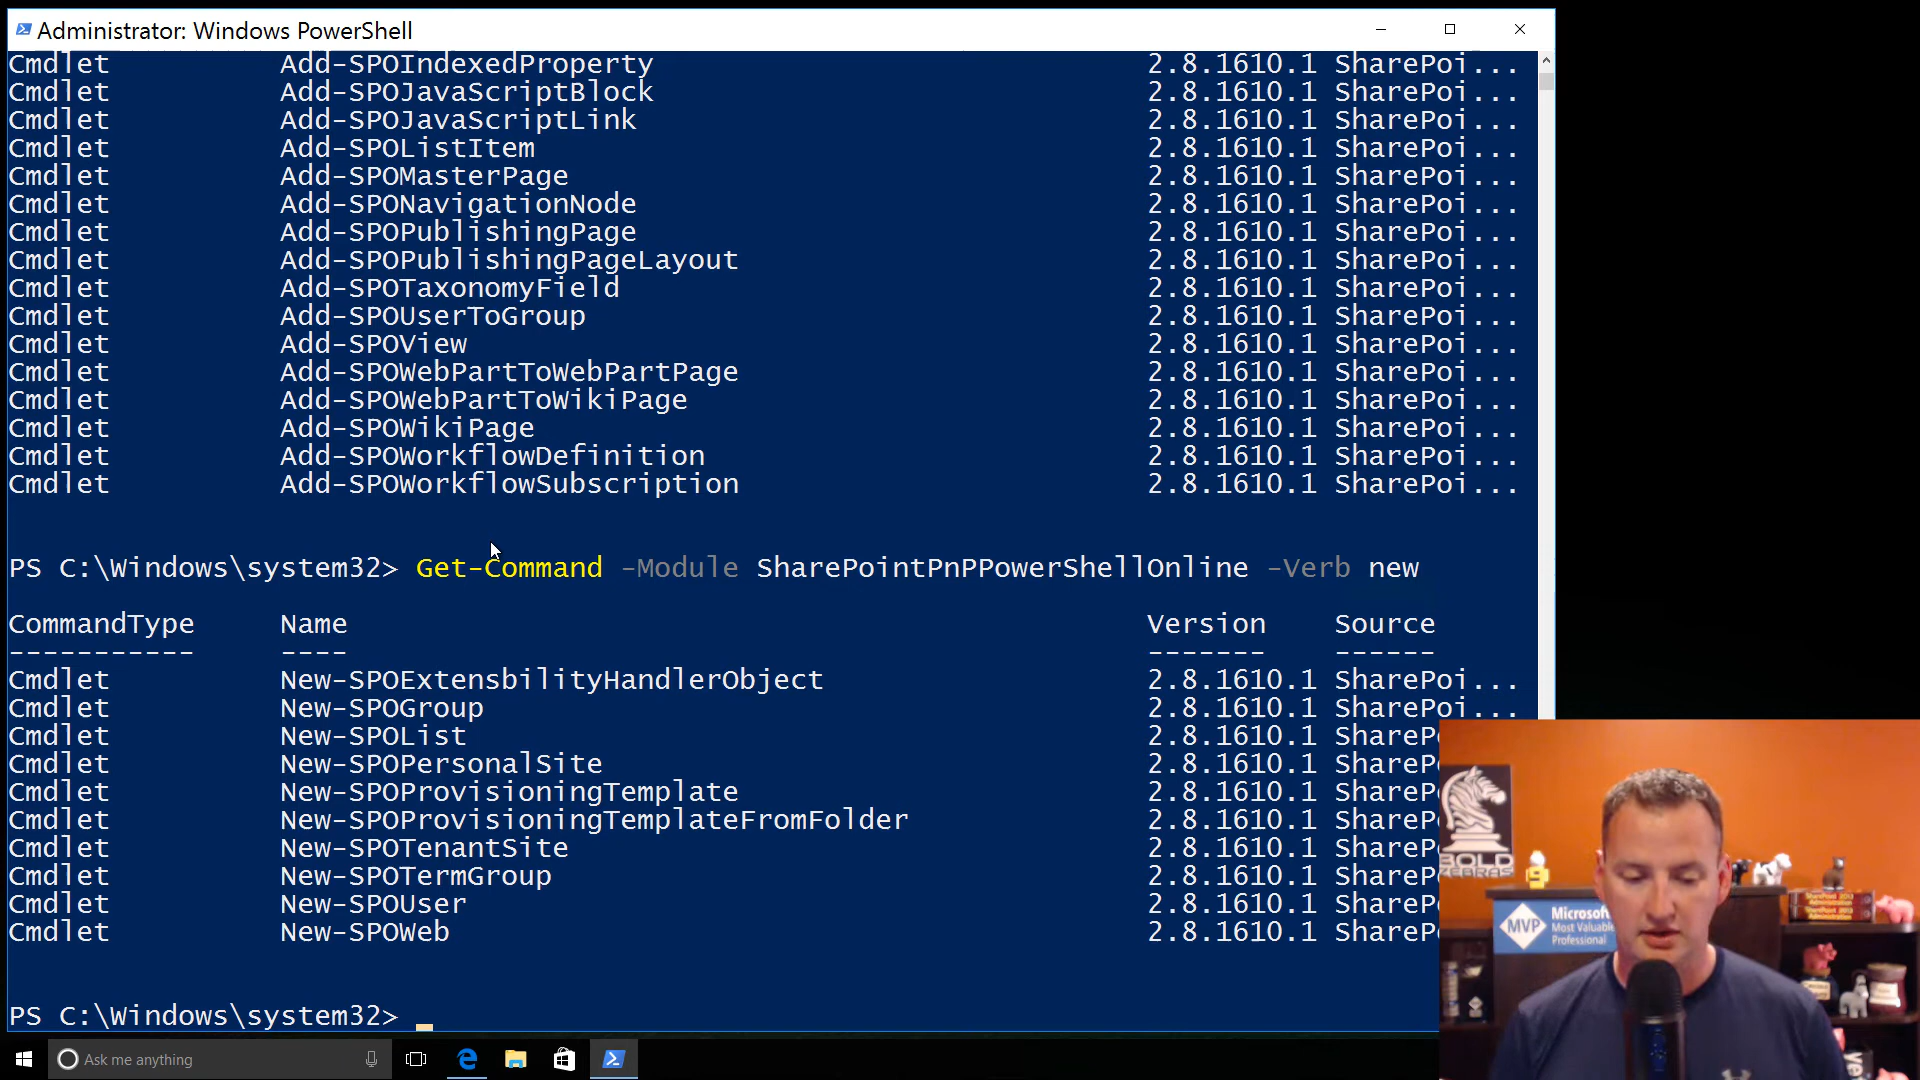 Administrator: Windows PowerShell
Cmdlet Add-SPOIndexedProperty 2.8.1610.1 SharePoi...
Cmdlet Add-SPOJavaScriptBlock 2.8.1610.1 SharePoi...
Cmdlet Add-SPOJavaScriptLink 2.8.1610.1 SharePoi...
Cmdlet Add-SPOListItem 2.8.1610.1 SharePoi...
Cmdlet Add-SPOMasterPage 2.8.1610.1 SharePoi...
Cmdlet Add-SPONavigationNode 2.8.1610.1 SharePoi...
Cmdlet Add-SPOPublishingPage 2.8.1610.1 SharePoi...
Cmdlet Add-SPOPublishingPageLayout 2.8.1610.1 SharePoi...
Cmdlet Add-SPOTaxonomyField 2.8.1610.1 SharePoi...
Cmdlet Add-SPOUserToGroup 2.8.1610.1 SharePoi...
Cmdlet Add-SPOView 2.8.1610.1 SharePoi...
Cmdlet Add-SPOWebPartToWebPartPage 2.8.1610.1 SharePoi...
Cmdlet Add-SPOWebPartToWikiPage 2.8.1610.1 SharePoi...
Cmdlet Add-SPOWikiPage 2.8.1610.1 SharePoi...
Cmdlet Add-SPOWorkflowDefinition 2.8.1610.1 SharePoi...
Cmdlet Add-SPOWorkflowSubscription 2.8.1610.1 SharePoi...
PS C:\Windows\system32> Get-Command -Module SharePointPnPPowerShellOnline -Verb new
CommandType Name Version Source
----------- ---- ------- ------
Cmdlet New-SPOExtensbilityHandlerObject 2.8.1610.1 SharePoi...
Cmdlet New-SPOGroup 2.8.1610.1 SharePoi...
Cmdlet New-SPOList 2.8.1610.1 ShareP
Cmdlet New-SPOPersonalSite 2.8.1610.1 ShareP
Cmdlet New-SPOProvisioningTemplate 2.8.1610.1 ShareP
Cmdlet New-SPOProvisioningTemplateFromFolder 2.8.1610.1 ShareP
Cmdlet New-SPOTenantSite 2.8.1610.1 ShareP
Cmdlet New-SPOTermGroup 2.8.1610.1 ShareP
Cmdlet New-SPOUser 2.8.1610.1 ShareP
Cmdlet New-SPOWeb 2.8.1610.1 ShareP
PS C:\Windows\system32>
BOLD
ZEBRAS
MVP
Microsof
Most Valuable
Professional
Ask me anything